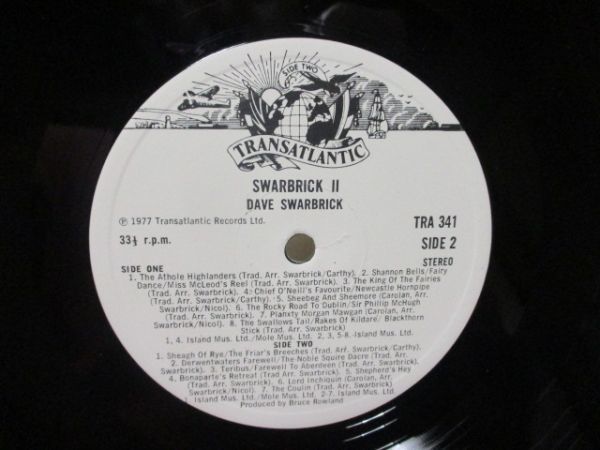 SIDE TWO
TRANSATLANTIC
SWARBRICK II
DAVE SWARBRICK
℗ 1977 Transatlantic Records Ltd.
TRA 341
33⅓ r.p.m.
SIDE 2
STEREO
SIDE ONE
1. The Athole Highlanders (Trad. Arr. Swarbrick/Carthy). 2. Shannon Bells/Fairy
Dance/Miss McLeod's Reel (Trad. Arr. Swarbrick). 3. The King Of The Fairies
(Trad. Arr. Swarbrick). 4. Chief O'Neill's Favourite/Newcastle Hornpipe
(Trad. Arr. Swarbrick/Carthy). 5. Sheebeg And Sheemore (Carolan, Arr.
Swarbrick/Nicol). 6. The Rocky Road To Dublin/Sir Phillip McHugh
(Trad. Arr. Swarbrick). 7. Planxty Morgan Mawgan (Carolan, Arr.
Swarbrick/Nicol). 8. The Swallows Tail/Rakes Of Kildare/ Blackthorn
Stick (Trad. Arr. Swarbrick)
1, 4. Island Mus. Ltd./Mole Mus. Ltd. 2, 3, 5-8. Island Mus. Ltd.
SIDE TWO
1. Sheagh Of Rye/The Friar's Breeches (Trad. Arr. Swarbrick/Carthy).
2. Derwentwaters Farewell/The Noble Squire Dacre (Trad. Arr.
Swarbrick). 3. Teribus/Farewell To Aberdeen (Trad. Arr. Swarbrick)
4. Bonaparte's Retreat (Trad. Arr. Swarbrick). 5. Shepherd's Hey
(Trad. Arr. Swarbrick). 6. Lord Inchiquin (Carolan, Arr.
Swarbrick/Nicol). 7. The Coulin (Trad. Arr. Swarbrick)
1. Island Mus. Ltd./Mole Mus. Ltd. 2-7. Island Mus. Ltd.
Produced by Bruce Rowland